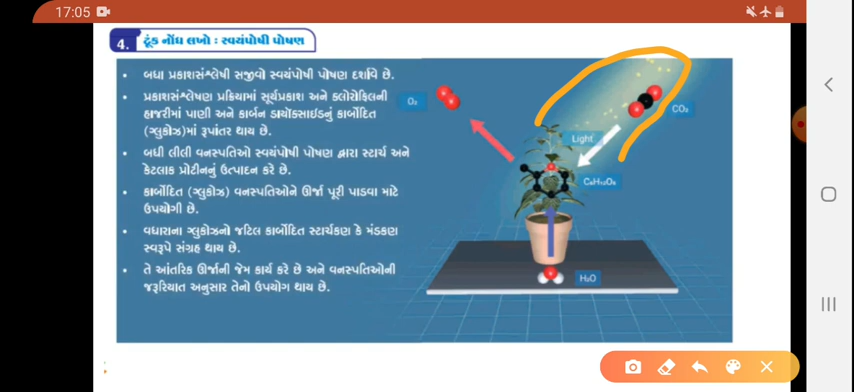 17:05
4. ટૂંક નોંધ લખો : સ્વયંપોષી પોષણ
• બધા પ્રકાશસંશ્લેષી સજીવો સ્વયંપોષી પોષણ દર્શાવે છે.
• પ્રકાશસંશ્લેષણ પ્રક્રિયામાં સૂર્યપ્રકાશ અને ક્લોરોફિલની
હાજરીમાં પાણી અને કાર્બન ડાયૉક્સાઇડનું કાર્બોદિત
(ગ્લુકોઝ)માં રૂપાંતર થાય છે.
• બધી લીલી વનસ્પતિઓ સ્વયંપોષી પોષણ દ્વારા સ્ટાર્ચ અને
કેટલાક પ્રોટીનનું ઉત્પાદન કરે છે.
• કાર્બોદિત (ગ્લુકોઝ) વનસ્પતિઓને ઊર્જા પૂરી પાડવા માટે
ઉપયોગી છે.
• વધારાના ગ્લુકોઝનો જટિલ કાર્બોદિત સ્ટાર્ચકણ કે મંડકણ
સ્વરૂપે સંગ્રહ થાય છે.
• તે આંતરિક ઊર્જાની જેમ કાર્ય કરે છે અને વનસ્પતિઓની
જરૂરિયાત અનુસાર તેનો ઉપયોગ થાય છે.
O₂
CO₂
Light
C₆H₁₂O₆
H₂O